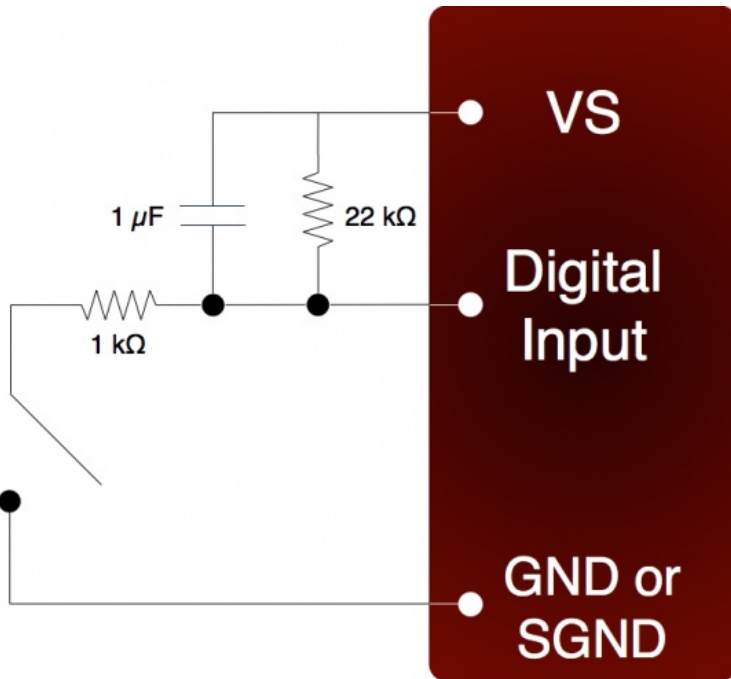 VS
1 μF
22 kΩ
Digital
Input
1 kΩ
GND or
SGND